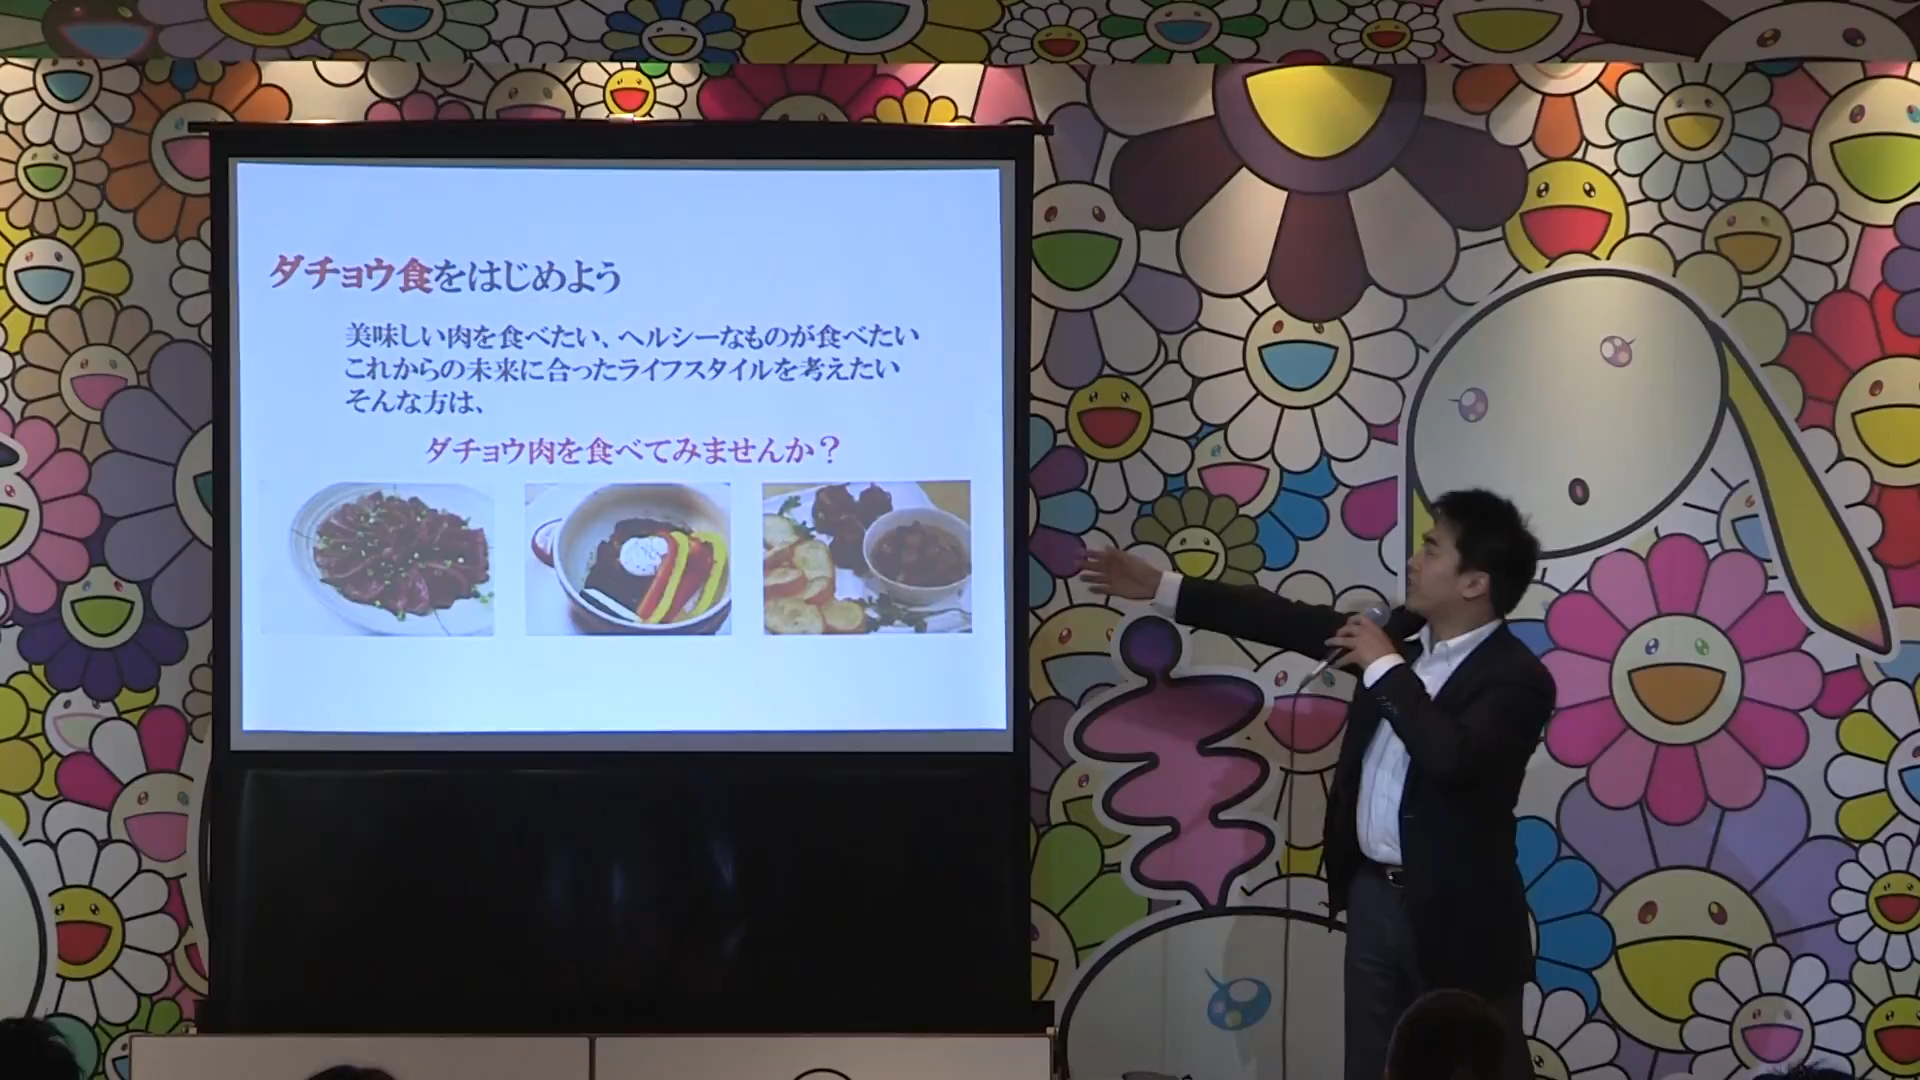 ダチョウ食をはじめよう
美味しい肉を食べたい、ヘルシーなものが食べたい
これからの未来に合ったライフスタイルを考えたい
そんな方は、
ダチョウ肉を食べてみませんか？